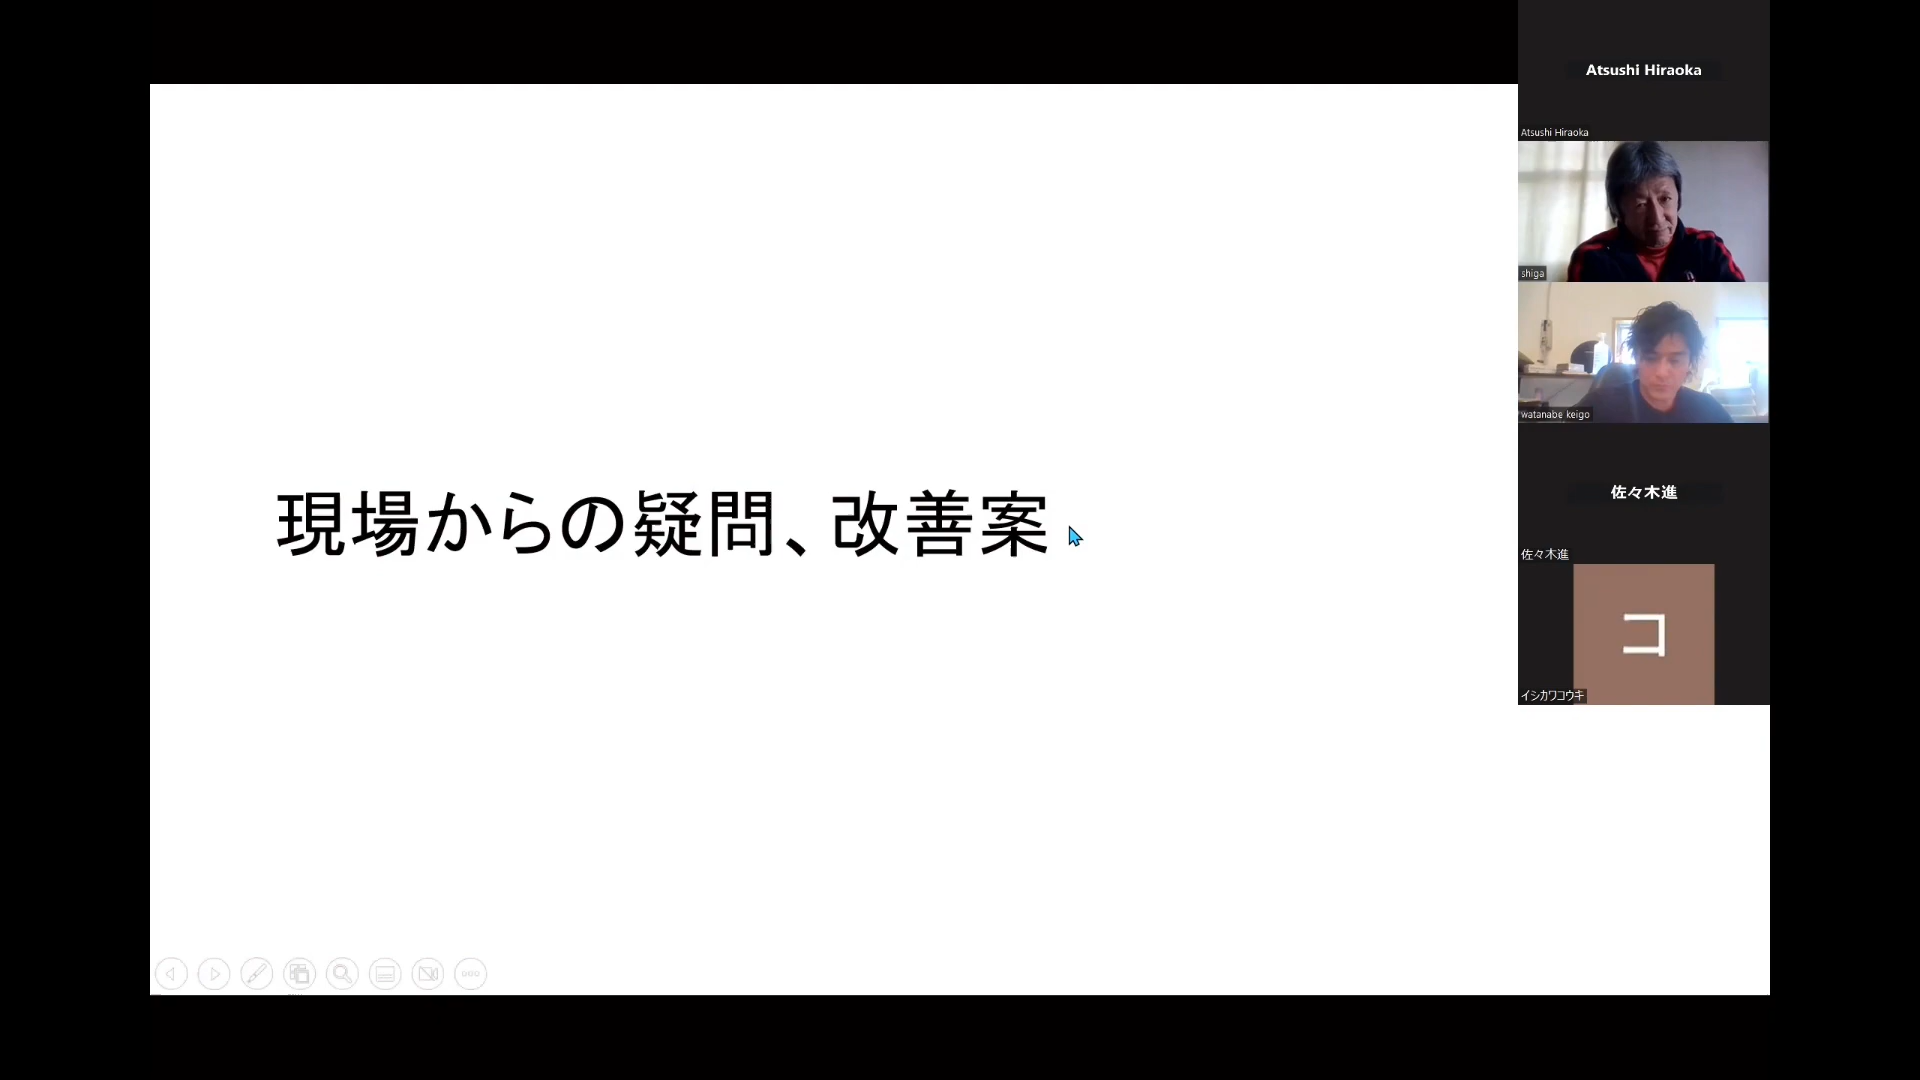 現場からの疑問、改善案
Atsushi Hiraoka
Atsushi Hiraoka
shiga
watanabe keigo
佐々木進
佐々木進
コ
イシカワコウキ